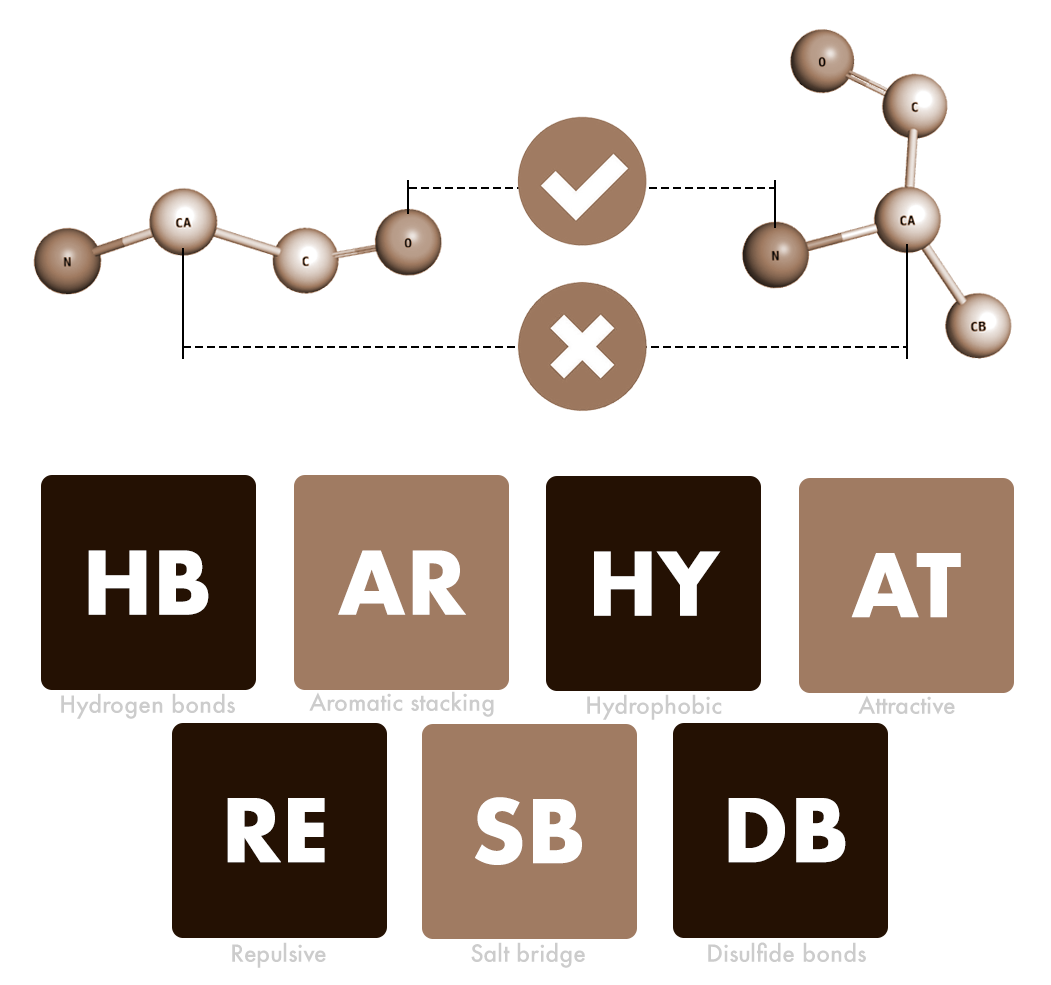 O
C
CA
N
CA
C
O
N
CA
CB
HB
AR
HY
AT
Hydrogen bonds
Aromatic stacking
Hydrophobic
Attractive
RE
SB
DB
Repulsive
Salt bridge
Disulfide bonds